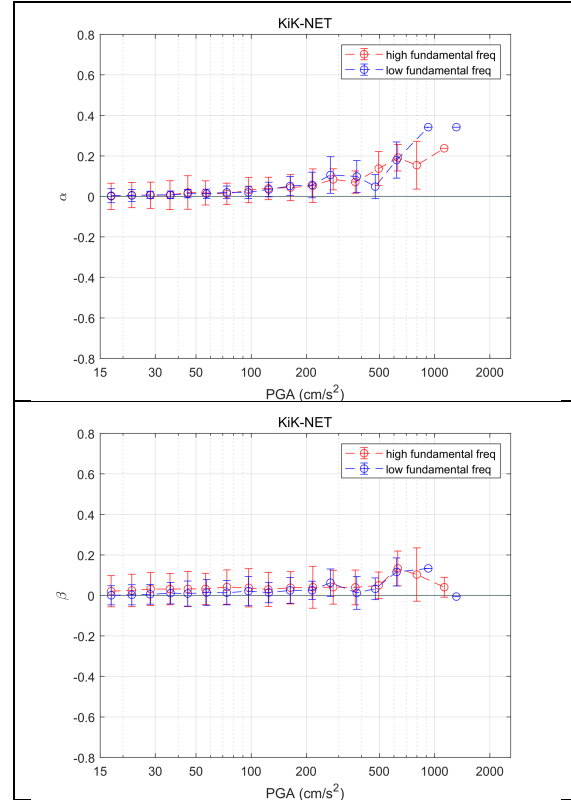 KiK-NET
0.8
0.6
0.4
0.2
0
-0.2
-0.4
-0.6
-0.8
α
high fundamental freq
low fundamental freq
15 30 50 100 200 500 1000 2000
PGA (cm/s²)
KiK-NET
0.8
0.6
0.4
0.2
0
-0.2
-0.4
-0.6
-0.8
β
high fundamental freq
low fundamental freq
15 30 50 100 200 500 1000 2000
PGA (cm/s²)